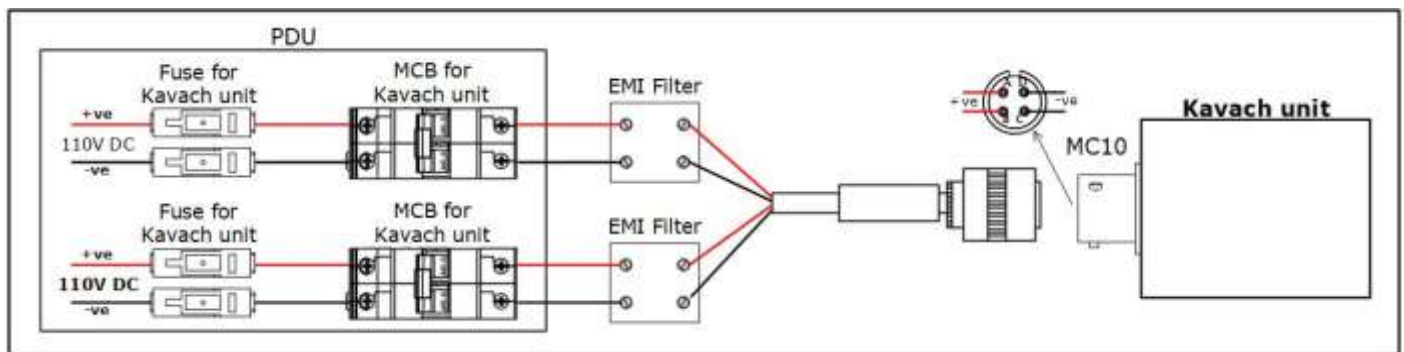 PDU
Fuse for
Kavach unit
MCB for
Kavach unit
EMI Filter
+ve
110V DC
-ve
+ve
-ve
MC10
Kavach unit
Fuse for
Kavach unit
MCB for
Kavach unit
EMI Filter
+ve
110V DC
-ve